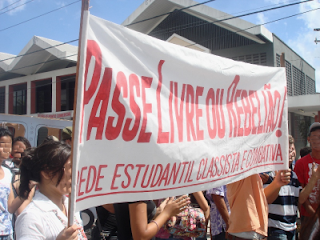 PASSE LIVRE OU REBELIÃO!
REDE ESTUDANTIL CLASSISTA E COMBATIVA